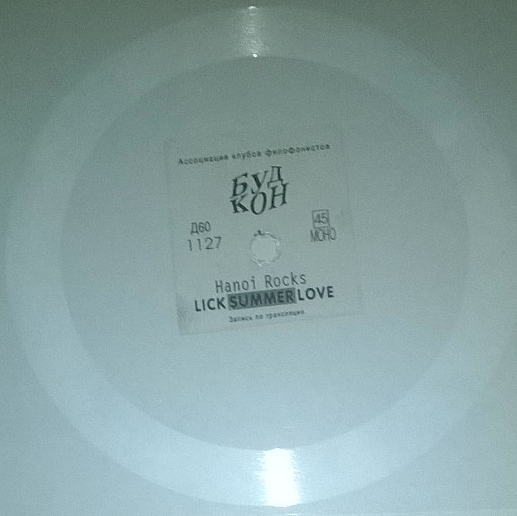 Ассоциация клубов филофонистов
БУД
КОН
Д60
1127
45
МОНО
Hanoi Rocks
LICK SUMMER LOVE
Запись по трансляции